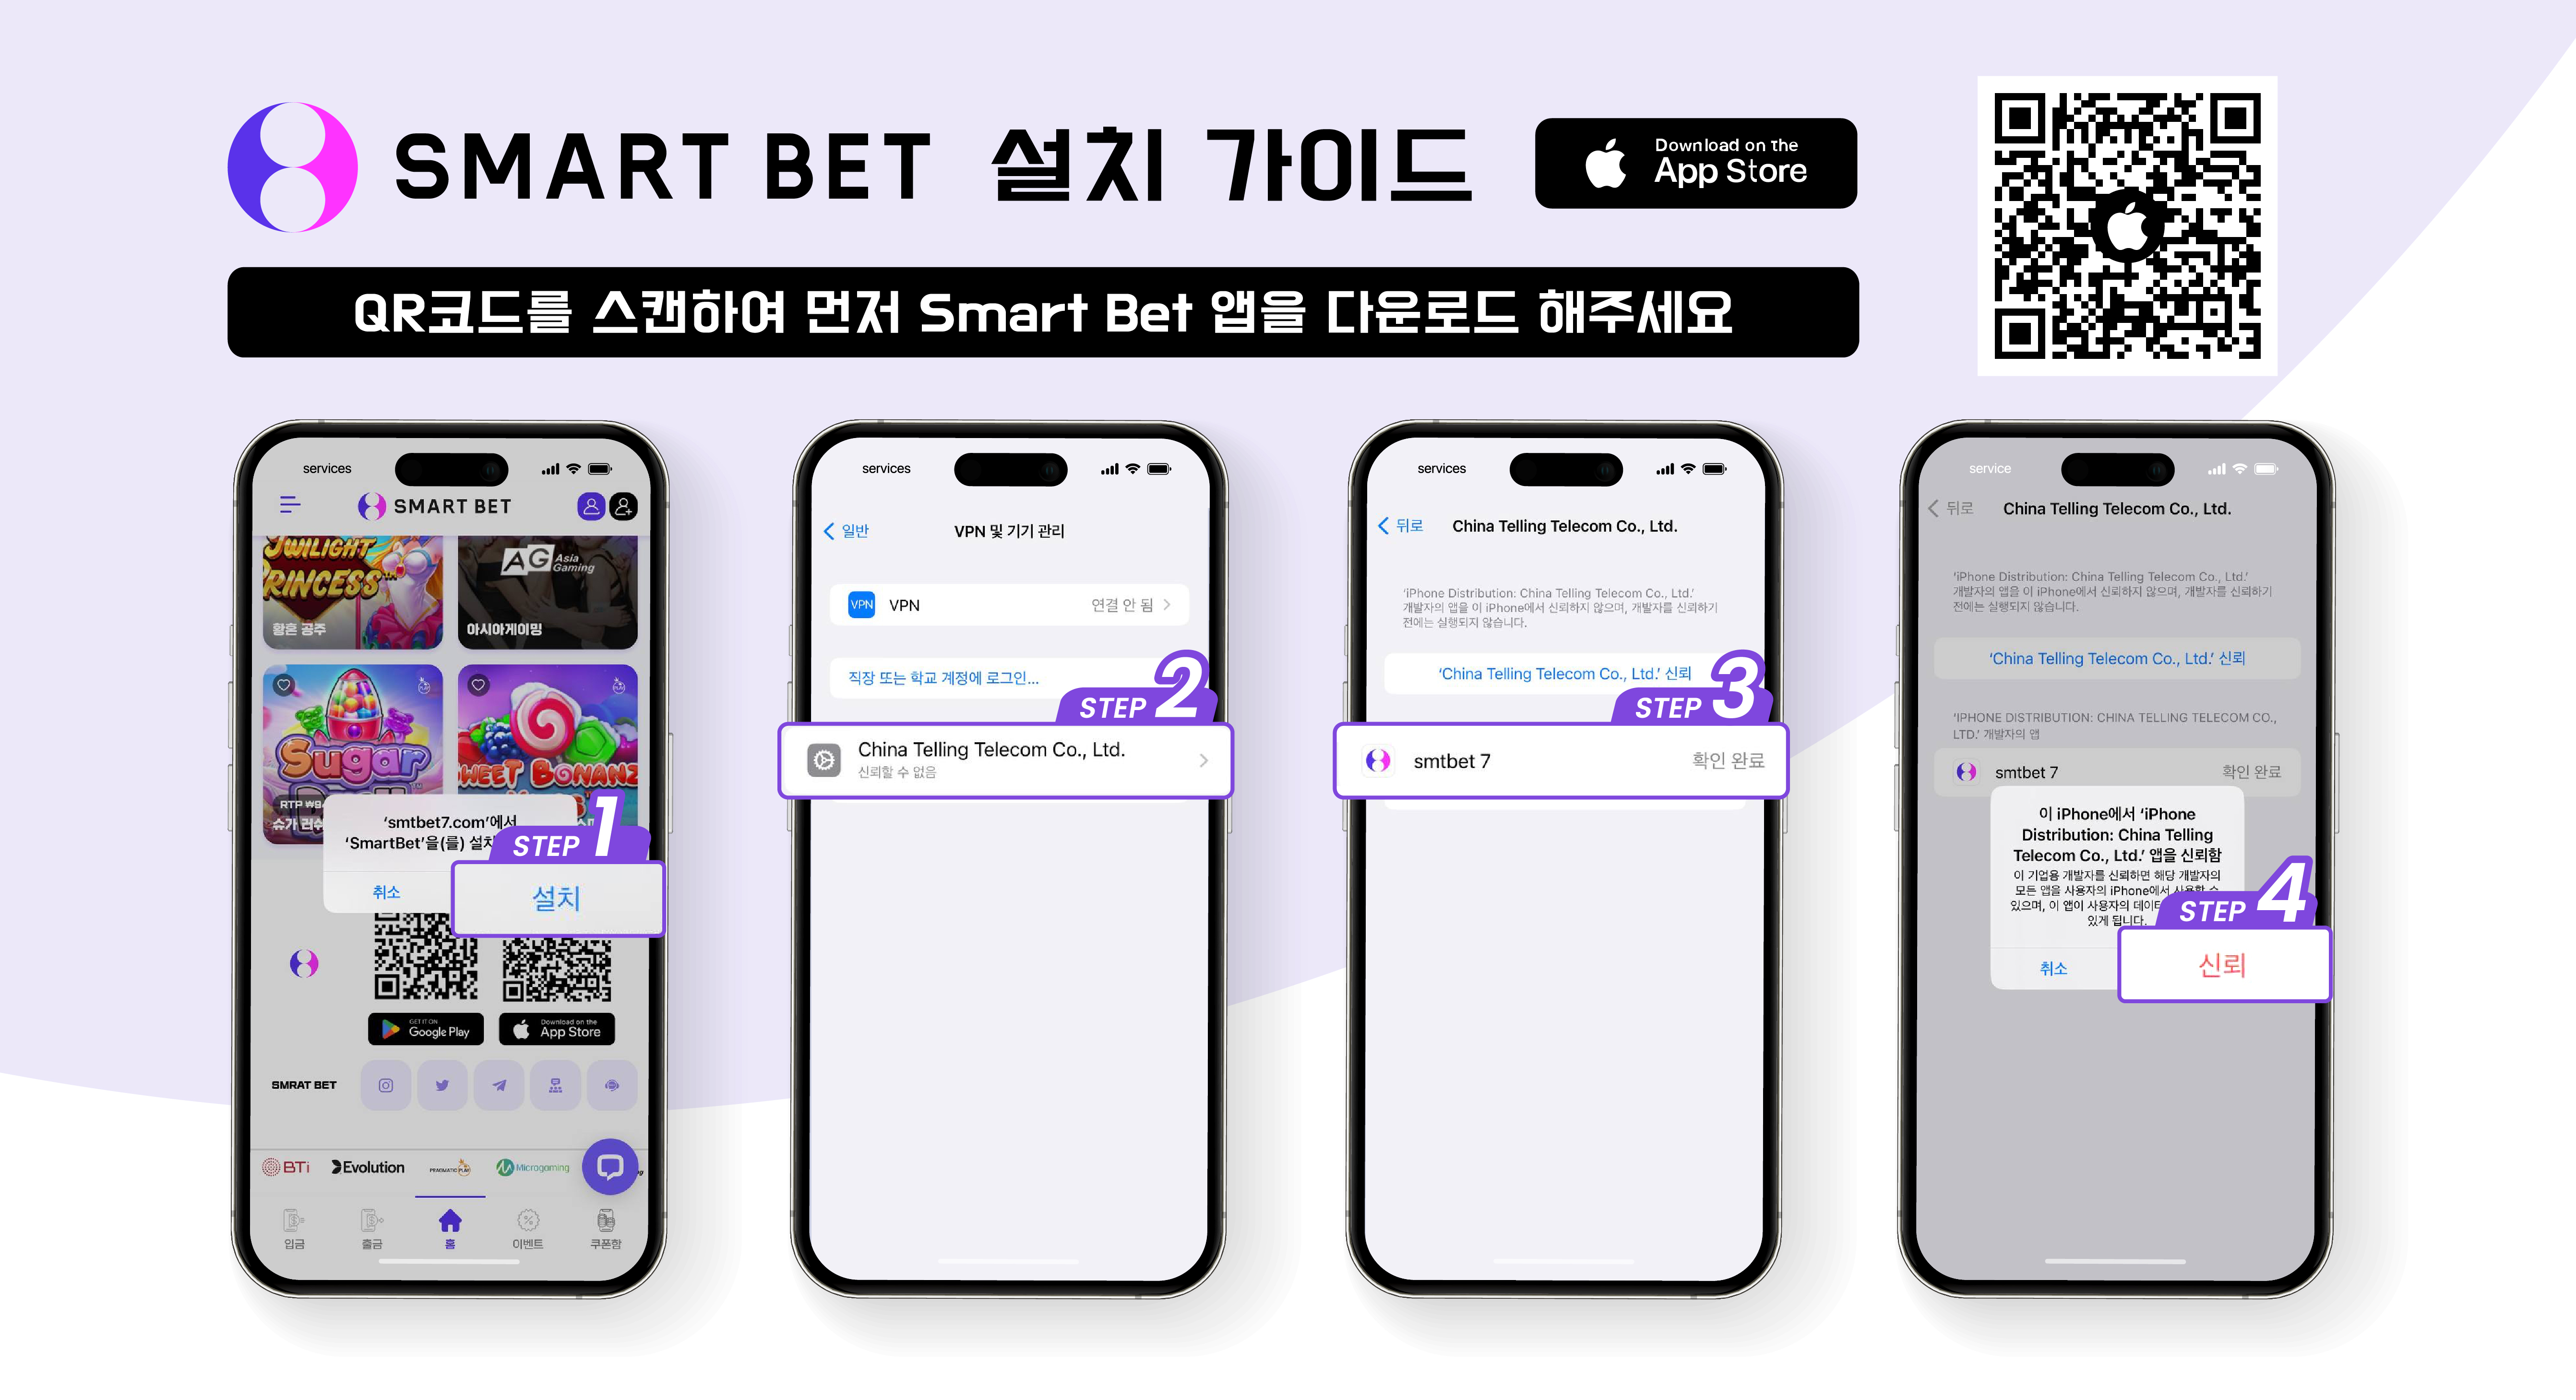 SMART BET 설치 가이드
Download on the
App Store
QR코드를 스캔하여 먼저 Smart Bet 앱을 다운로드 해주세요
services
SMART BET
TWILIGHT
PRINCESS
황혼 공주
AG Asia
Gaming
아시아게이밍
Sugar
SWEET BONANZ
RTP ₩94
슈가 러쉬
'smtbet7.com'에서
'SmartBet'을(를) 설치
취소
STEP 1
설치
GET IT ON
Google Play
Download on the
App Store
SMRAT BET
BTi
Evolution
PRAGMATIC PLAY
Microgaming
입금
출금
홈
이벤트
쿠폰함
services
일반
VPN 및 기기 관리
VPN
VPN
연결 안 됨
직장 또는 학교 계정에 로그인...
STEP 2
China Telling Telecom Co., Ltd.
신뢰할 수 없음
services
뒤로
China Telling Telecom Co., Ltd.
'iPhone Distribution: China Telling Telecom Co., Ltd.'
개발자의 앱을 이 iPhone에서 신뢰하지 않으며, 개발자를 신뢰하기
전에는 실행되지 않습니다.
'China Telling Telecom Co., Ltd.' 신뢰
STEP 3
smtbet 7
확인 완료
service
뒤로
China Telling Telecom Co., Ltd.
'iPhone Distribution: China Telling Telecom Co., Ltd.'
개발자의 앱을 이 iPhone에서 신뢰하지 않으며, 개발자를 신뢰하기
전에는 실행되지 않습니다.
'China Telling Telecom Co., Ltd.' 신뢰
'IPHONE DISTRIBUTION: CHINA TELLING TELECOM CO.,
LTD.' 개발자의 앱
smtbet 7
확인 완료
이 iPhone에서 'iPhone
Distribution: China Telling
Telecom Co., Ltd.' 앱을 신뢰함
이 기업용 개발자를 신뢰하면 해당 개발자의
모든 앱을 사용자의 iPhone에서 사용할 수
있으며, 이 앱이 사용자의 데이터
있게 됩니다.
취소
STEP 4
신뢰